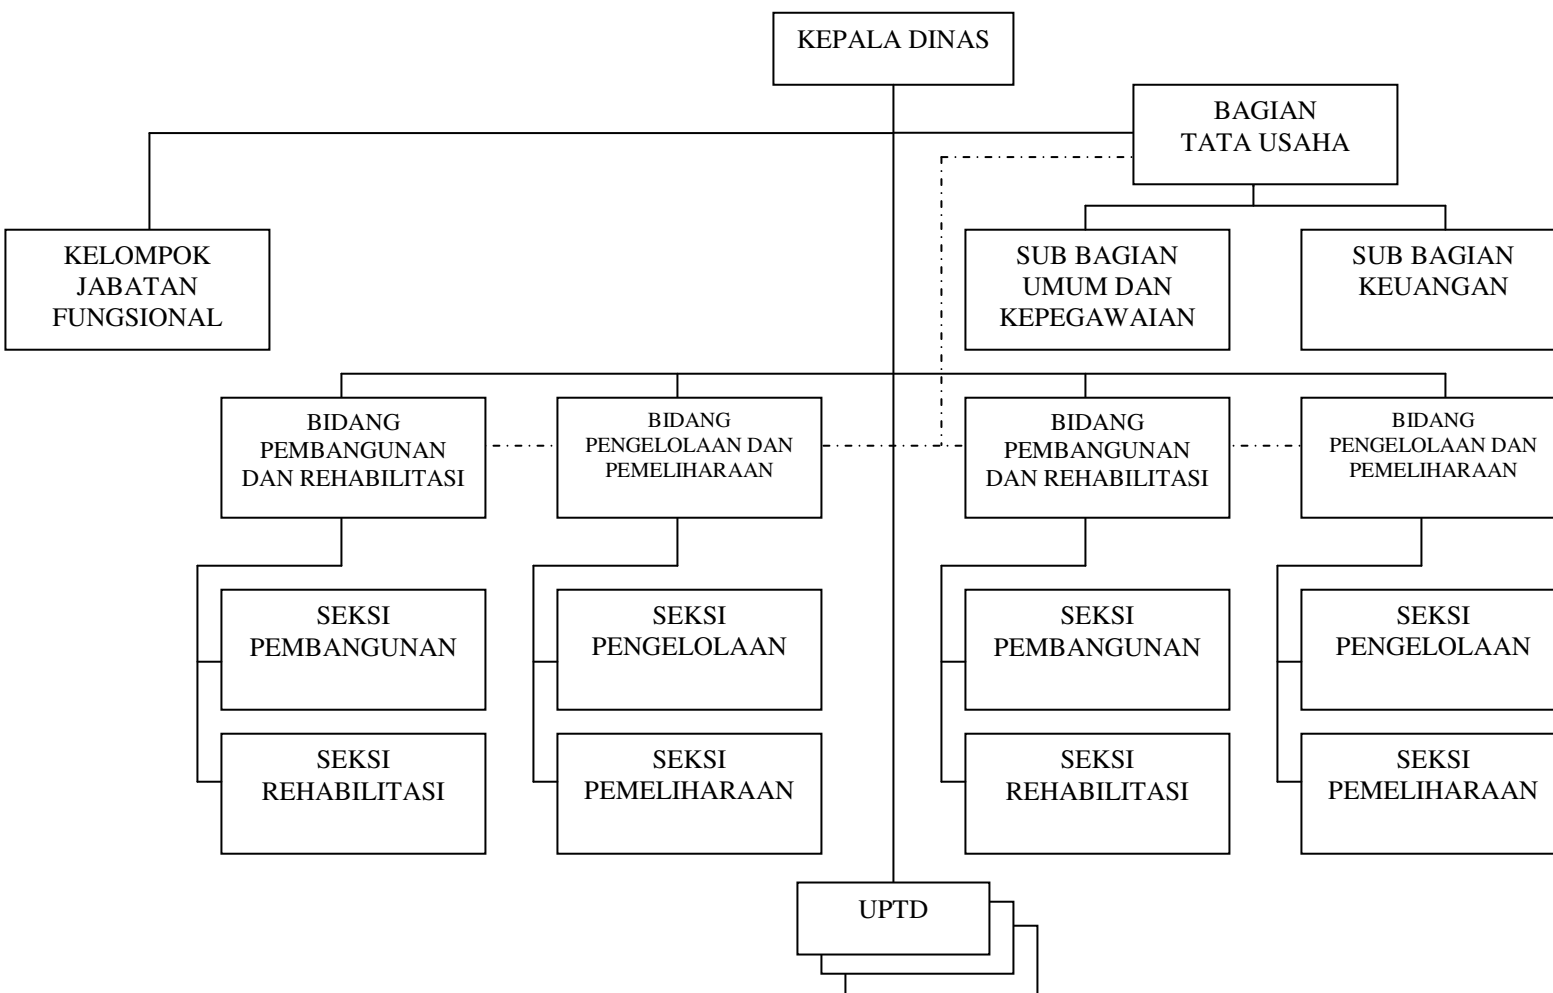 KEPALA DINAS
BAGIAN
TATA USAHA
KELOMPOK
JABATAN
FUNGSIONAL
SUB BAGIAN
UMUM DAN
KEPEGAWAIAN
SUB BAGIAN
KEUANGAN
BIDANG
PEMBANGUNAN
DAN REHABILITASI
BIDANG
PENGELOLAAN DAN
PEMELIHARAAN
BIDANG
PEMBANGUNAN
DAN REHABILITASI
BIDANG
PENGELOLAAN DAN
PEMELIHARAAN
SEKSI
PEMBANGUNAN
SEKSI
PENGELOLAAN
SEKSI
PEMBANGUNAN
SEKSI
PENGELOLAAN
SEKSI
REHABILITASI
SEKSI
PEMELIHARAAN
SEKSI
REHABILITASI
SEKSI
PEMELIHARAAN
UPTD